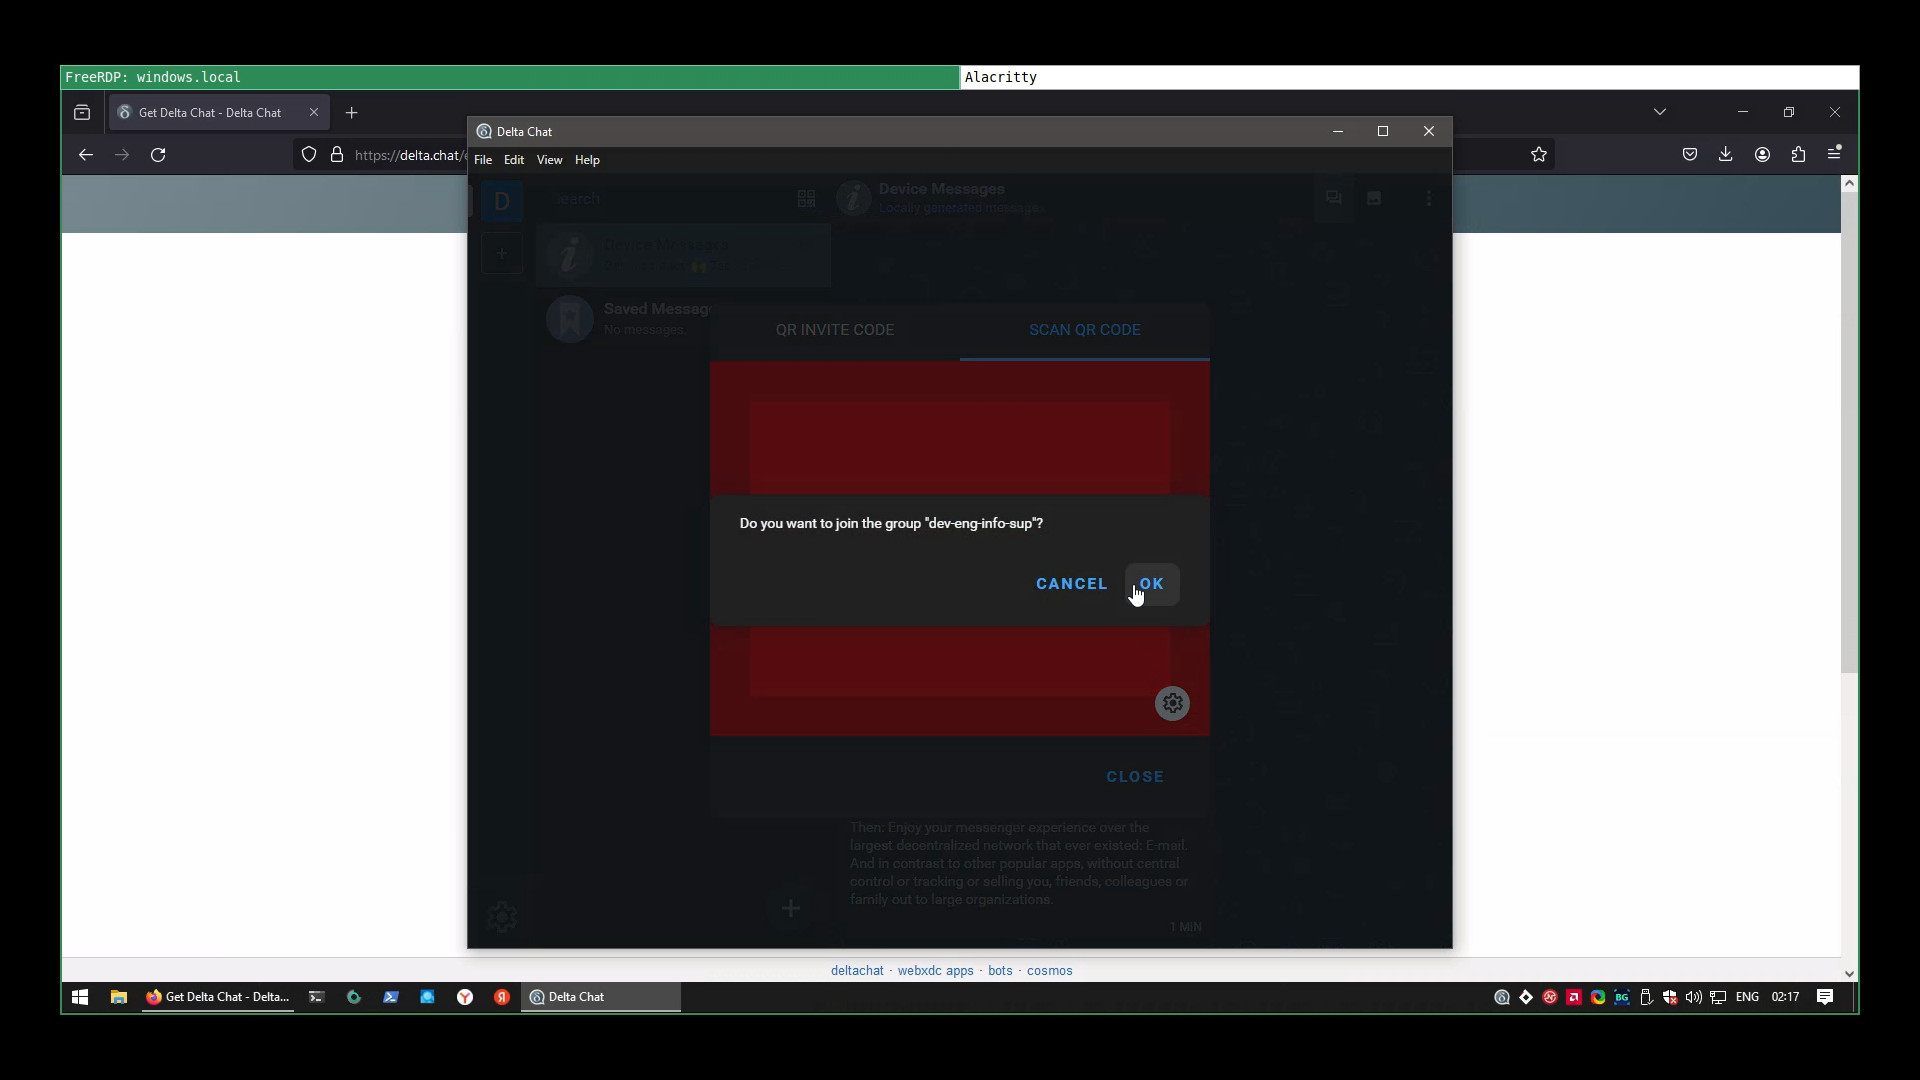 FreeRDP: windows.local
Alacritty
Get Delta Chat - Delta Chat
Delta Chat
https://delta.chat/e
File Edit View Help
D
Search
Device Messages
Locally generated messages
Device Messages
Saved Messag
No messages.
QR INVITE CODE
SCAN QR CODE
Do you want to join the group "dev-eng-info-sup"?
CANCEL
OK
CLOSE
Then: Enjoy your messenger experience over the
largest decentralized network that ever existed: E-mail.
And in contrast to other popular apps, without central
control or tracking or selling you, friends, colleagues or
family out to large organizations.
1 MIN
deltachat · webxdc apps · bots · cosmos
Get Delta Chat - Delta...
Delta Chat
BG
ENG
02:17